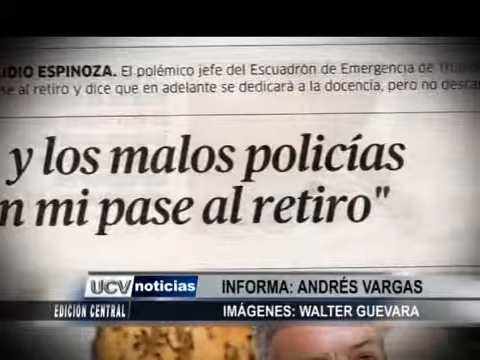 IDIO ESPINOZA. El polémico jefe del Escuadrón de Emergencia de
se al retiro y dice que en adelante se dedicará a la docencia, pero no
y los malos policías
n mi pase al retiro"
UCV noticias
INFORMA: ANDRÉS VARGAS
EDICION CENTRAL
IMÁGENES: WALTER GUEVARA